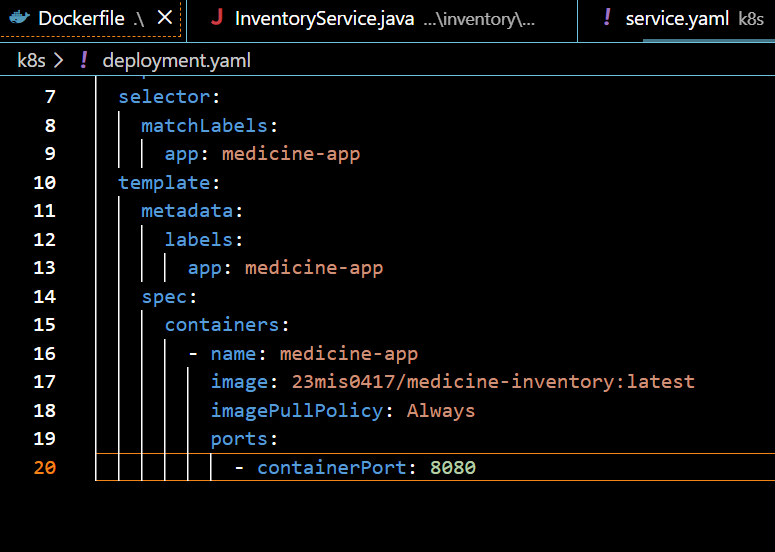 Dockerfile .\ InventoryService.java ...\inventory\... service.yaml k8s
k8s > ! deployment.yaml
7 selector:
8 matchLabels:
9 app: medicine-app
10 template:
11 metadata:
12 labels:
13 app: medicine-app
14 spec:
15 containers:
16 - name: medicine-app
17 image: 23mis0417/medicine-inventory:latest
18 imagePullPolicy: Always
19 ports:
20 - containerPort: 8080